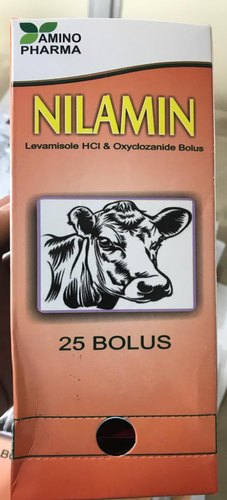 AMINO
PHARMA
NILAMIN
Levamisole HCl & Oxyclozanide Bolus
25 BOLUS